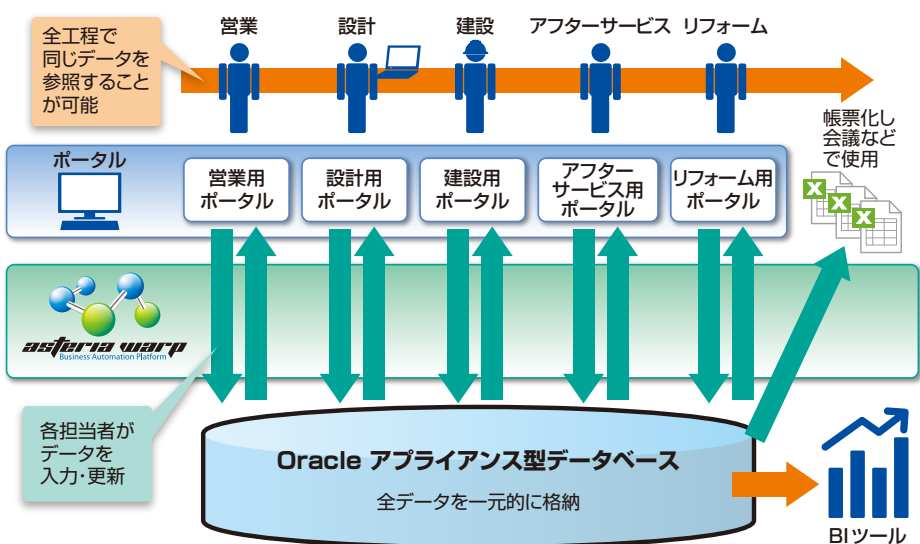 全工程で
同じデータを
参照すること
が可能
営業
設計
建設
アフターサービス
リフォーム
帳票化し
会議など
で使用
ポータル
営業用
ポータル
設計用
ポータル
建設用
ポータル
アフター
サービス用
ポータル
リフォーム用
ポータル
X
X
X
asteria warp
Business Automation Platform
各担当者が
データを
入力・更新
Oracle アプライアンス型データベース
全データを一元的に格納
BIツール